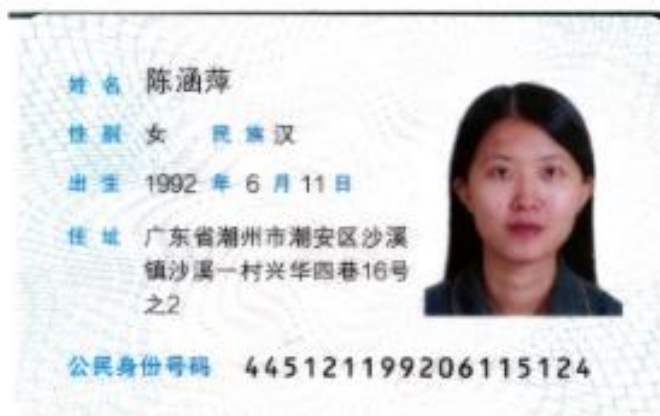 姓名 陈涵萍
性别 女 民族 汉
出生 1992 年 6 月 11 日
住址 广东省潮州市潮安区沙溪
镇沙溪一村兴华四巷16号
之2
公民身份号码 445121199206115124